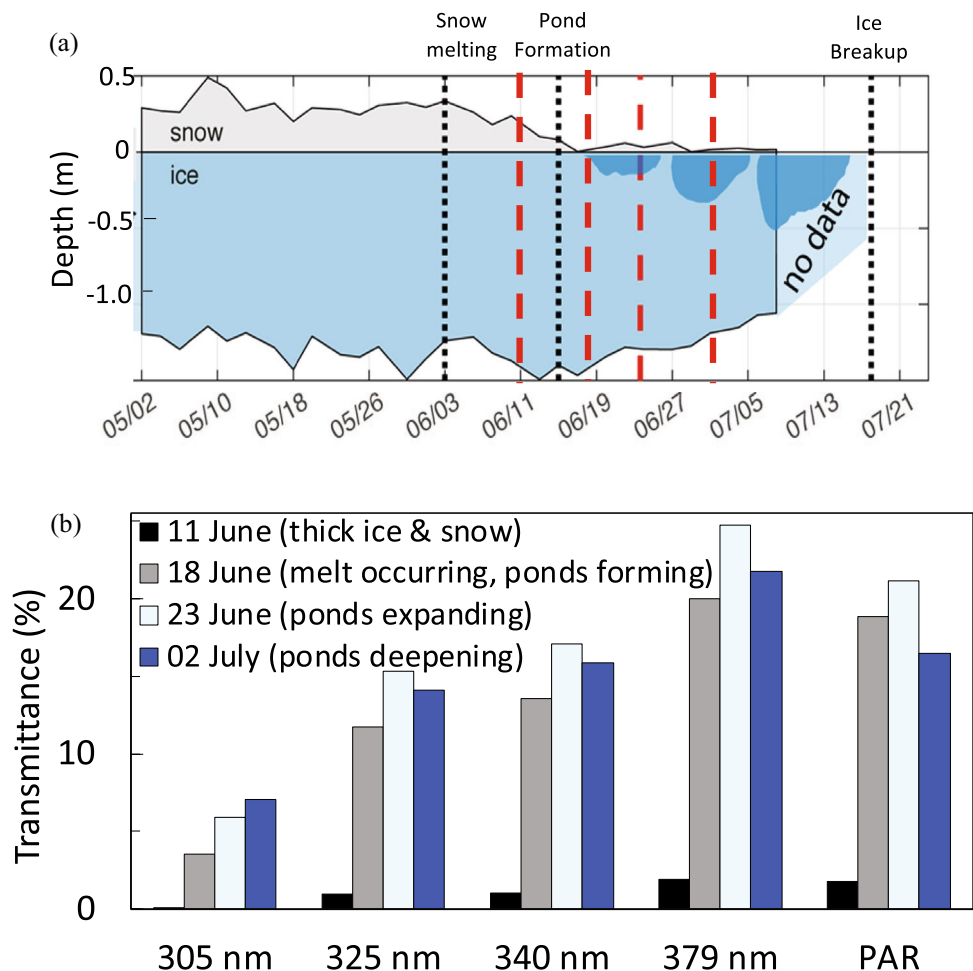 (a)
Snow
melting
Pond
Formation
Ice
Breakup
Depth (m)
0.5
0
-0.5
-1.0
snow
ice
no data
05/02
05/10
05/18
05/26
06/03
06/11
06/19
06/27
07/05
07/13
07/21
(b)
Transmittance (%)
20
10
0
11 June (thick ice & snow)
18 June (melt occurring, ponds forming)
23 June (ponds expanding)
02 July (ponds deepening)
305 nm
325 nm
340 nm
379 nm
PAR